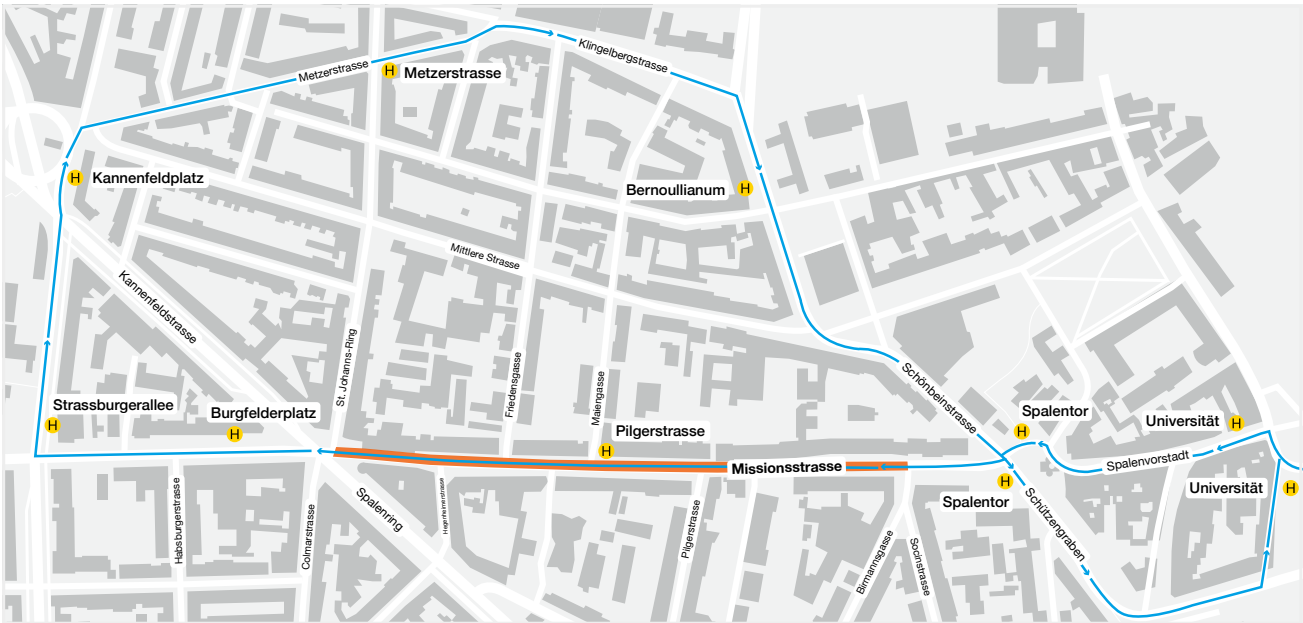 Klingelbergstrasse
Metzerstrasse
H Metzerstrasse
H Kannenfeldplatz
Bernoullianum H
Mittlere Strasse
Kannenfeldstrasse
St. Johanns-Ring
Friedensgasse
Maiengasse
Schönbeinstrasse
Strassburgerallee
H
Burgfelderplatz
H
Pilgerstrasse
H
Spalentor
H
Universität H
Missionsstrasse
Spalenvorstadt
Spalentor
H
Universität H
Schützengraben
Spalenring
Hegenheimerstrasse
Habsburgerstrasse
Colmarstrasse
Pilgerstrasse
Birmannsgasse
Socinstrasse